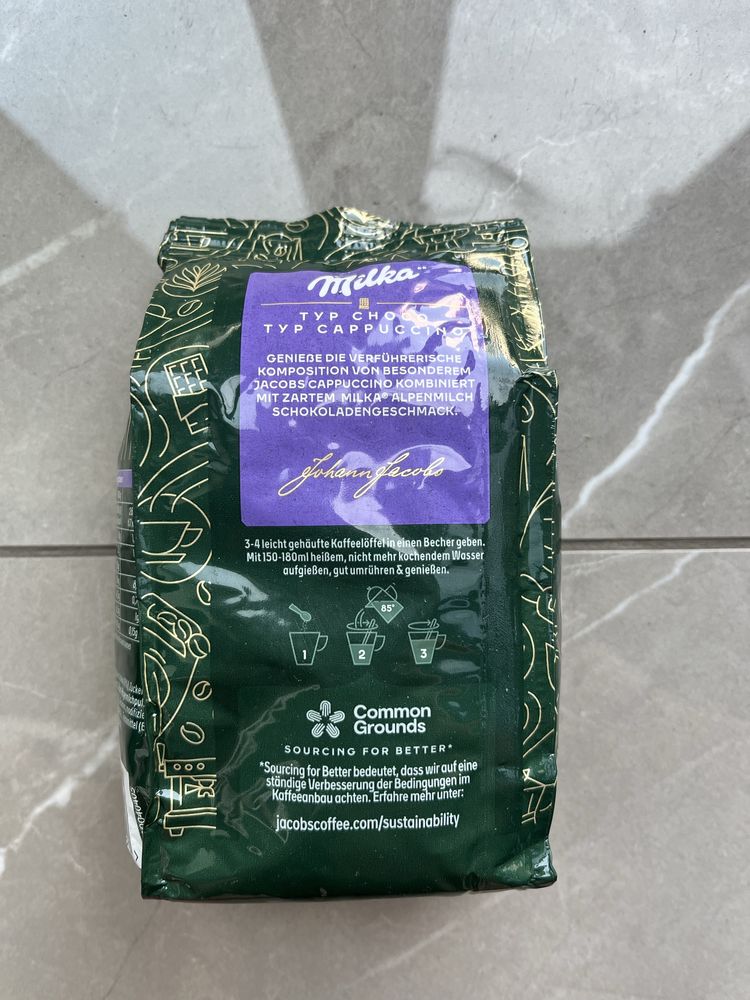 Milka
TYP CHOCO
TYP CAPPUCCINO
GENIEßE DIE VERFÜHRERISCHE
KOMPOSITION VON BESONDEREM
JACOBS CAPPUCCINO KOMBINIERT
MIT ZARTEM MILKA® ALPENMILCH
SCHOKOLADENGESCHMACK.
Johann Jacobs
3-4 leicht gehäufte Kaffeelöffel in einen Becher geben.
Mit 150-180ml heißem, nicht mehr kochendem Wasser
aufgießen, gut umrühren & genießen.
85°
1 2 3
Common
Grounds
SOURCING FOR BETTER*
*Sourcing for Better bedeutet, dass wir auf eine
ständige Verbesserung der Bedingungen im
Kaffeeanbau achten. Erfahre mehr unter:
jacobscoffee.com/sustainability